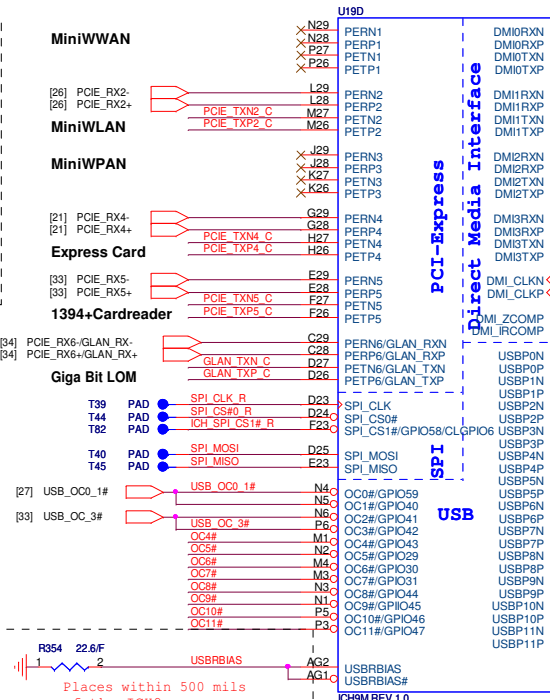 U19D
MiniWWAN
N29 PERN1 DMI0RXN
N28 PERP1 DMI0RXP
P27 PETN1 DMI0TXN
P26 PETP1 DMI0TXP
[26] PCIE_RX2- L29 PERN2 DMI1RXN
[26] PCIE_RX2+ L28 PERP2 DMI1RXP
PCIE_TXN2_C M27 PETN2 DMI1TXN
MiniWLAN PCIE_TXP2_C M26 PETP2 DMI1TXP
MiniWPAN
J29 PERN3 DMI2RXN
J28 PERP3 DMI2RXP
K27 PETN3 DMI2TXN
K26 PETP3 DMI2TXP
PCI-Express
Direct Media Interface
[21] PCIE_RX4- G29 PERN4 DMI3RXN
[21] PCIE_RX4+ G28 PERP4 DMI3RXP
PCIE_TXN4_C H27 PETN4 DMI3TXN
Express Card PCIE_TXP4_C H26 PETP4 DMI3TXP
[33] PCIE_RX5- E29 PERN5 DMI_CLKN
[33] PCIE_RX5+ E28 PERP5 DMI_CLKP
PCIE_TXN5_C F27 PETN5
1394+Cardreader PCIE_TXP5_C F26 PETP5 DMI_ZCOMP
DMI_IRCOMP
[34] PCIE_RX6-/GLAN_RX- C29 PERN6/GLAN_RXN
[34] PCIE_RX6+/GLAN_RX+ C28 PERP6/GLAN_RXP USBP0N
GLAN_TXN_C D27 PETN6/GLAN_TXN USBP0P
Giga Bit LOM GLAN_TXP_C D26 PETP6/GLAN_TXP USBP1N
USBP1P
T39 PAD SPI_CLK_R D23 SPI_CLK USBP2N
T44 PAD SPI_CS#0_R D24 SPI_CS0# USBP2P
T82 PAD ICH_SPI_CS1#_R F23 SPI_CS1#/GPIO58/CLGPIO6 USBP3N
USBP3P
T40 PAD SPI_MOSI D25 SPI_MOSI USBP4N
T45 PAD SPI_MISO E23 SPI_MISO USBP4P
SPI
USBP5N
[27] USB_OC0_1# USB_OC0_1# N4 OC0#/GPIO59 USBP5P
N5 OC1#/GPIO40 USBP6N
[33] USB_OC_3# N6 OC2#/GPIO41 USBP6P
USB
USB_OC_3# P6 OC3#/GPIO42 USBP7N
OC4# M1 OC4#/GPIO43 USBP7P
OC5# N2 OC5#/GPIO29 USBP8N
OC6# M4 OC6#/GPIO30 USBP8P
OC7# M3 OC7#/GPIO31 USBP9N
OC8# N3 OC8#/GPIO44 USBP9P
OC9# N1 OC9#/GPIIO45 USBP10N
OC10# P5 OC10#/GPIO46 USBP10P
OC11# P3 OC11#/GPIO47 USBP11N
USBP11P
R354 22.6/F
1 2 USBRBIAS AG2 USBRBIAS
AG1 USBRBIAS#
Places within 500 mils
ICH9M REV 1.0